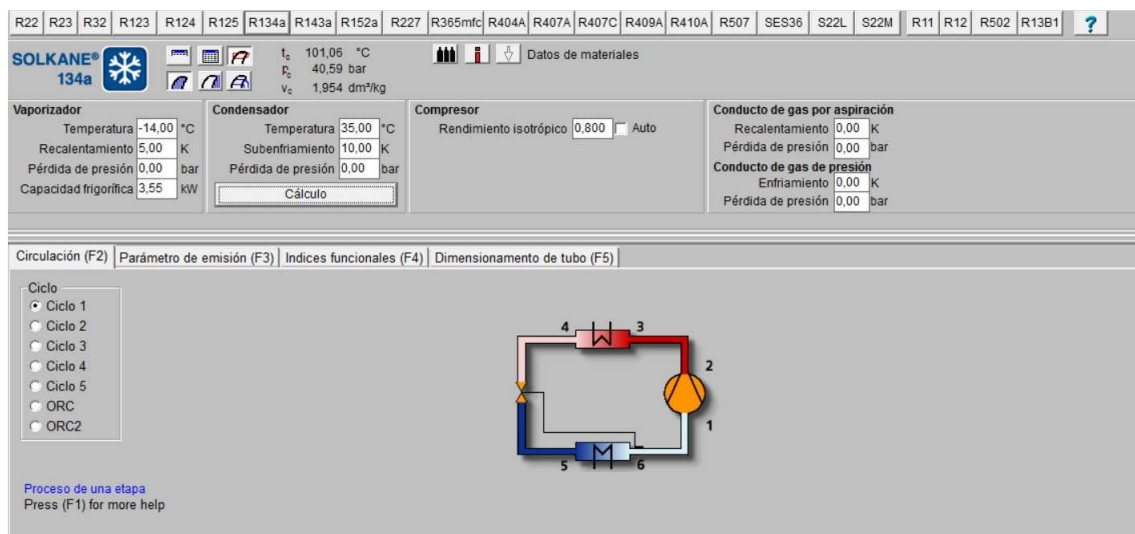 R22 R23 R32 R123 R124 R125 R134a R143a R152a R227 R365mfc R404A R407A R407C R409A R410A R507 SES36 S22L S22M R11 R12 R502 R13B1 ?
SOLKANE®
134a
t_c 101,06 °C
p_c 40,59 bar
v_c 1,954 dm³/kg
Datos de materiales
Vaporizador
Temperatura -14,00 °C
Recalentamiento 5,00 K
Pérdida de presión 0,00 bar
Capacidad frigorífica 3,55 kW
Condensador
Temperatura 35,00 °C
Subenfriamiento 10,00 K
Pérdida de presión 0,00 bar
Cálculo
Compresor
Rendimiento isotrópico 0,800 Auto
Conducto de gas por aspiración
Recalentamiento 0,00 K
Pérdida de presión 0,00 bar
Conducto de gas de presión
Enfriamiento 0,00 K
Pérdida de presión 0,00 bar
Circulación (F2) Parámetro de emisión (F3) Indices funcionales (F4) Dimensionamento de tubo (F5)
Ciclo
Ciclo 1
Ciclo 2
Ciclo 3
Ciclo 4
Ciclo 5
ORC
ORC2
4 3
2
1
5 6
Proceso de una etapa
Press (F1) for more help